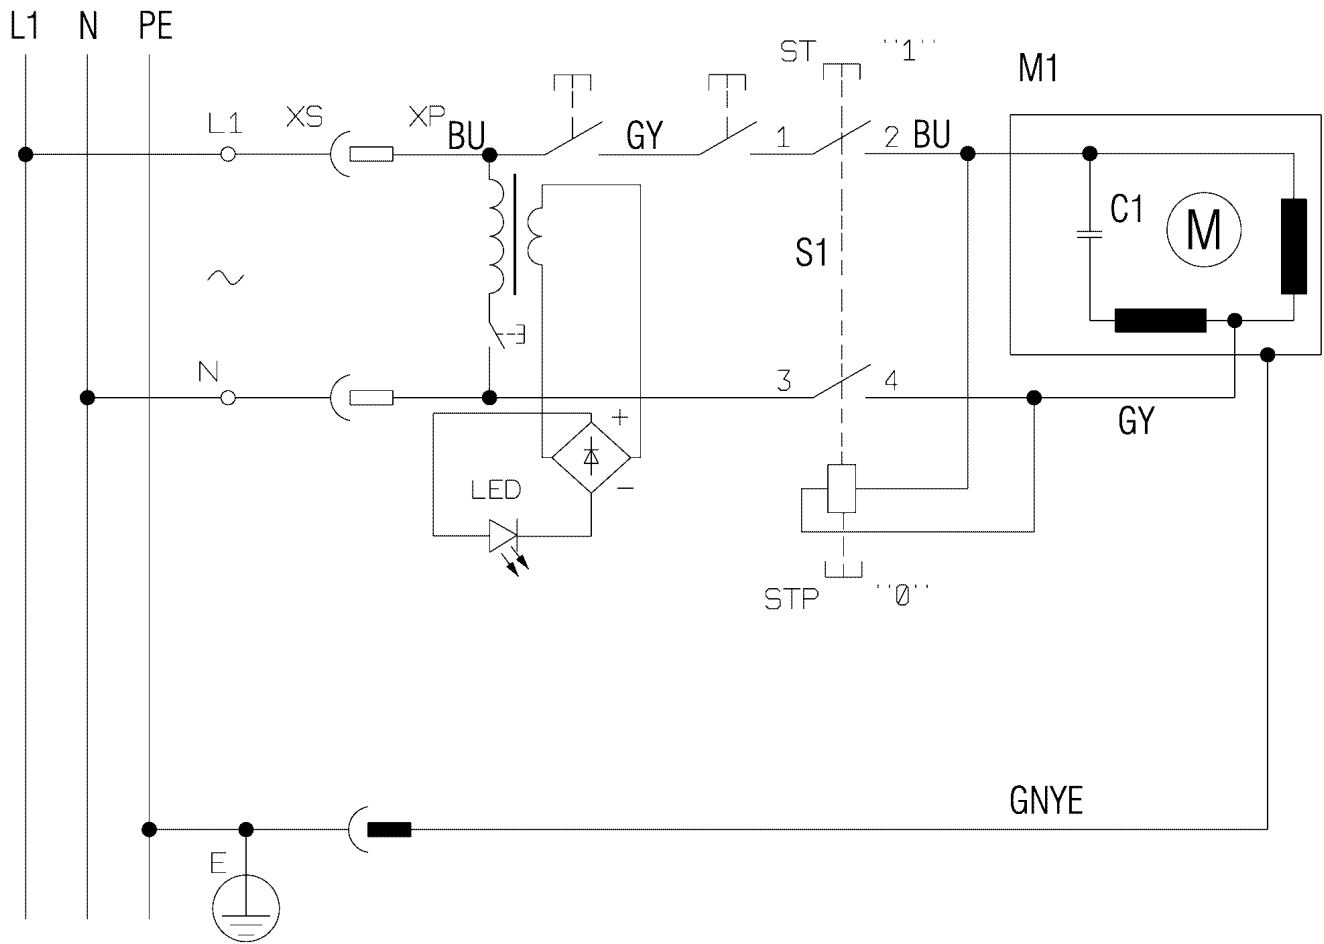 L1 N PE
ST "1"
M1
L1 XS XP BU GY 1 2 BU
C1 M
S1
N 3 4
GY
+
LED −
STP "0"
GNYE
E